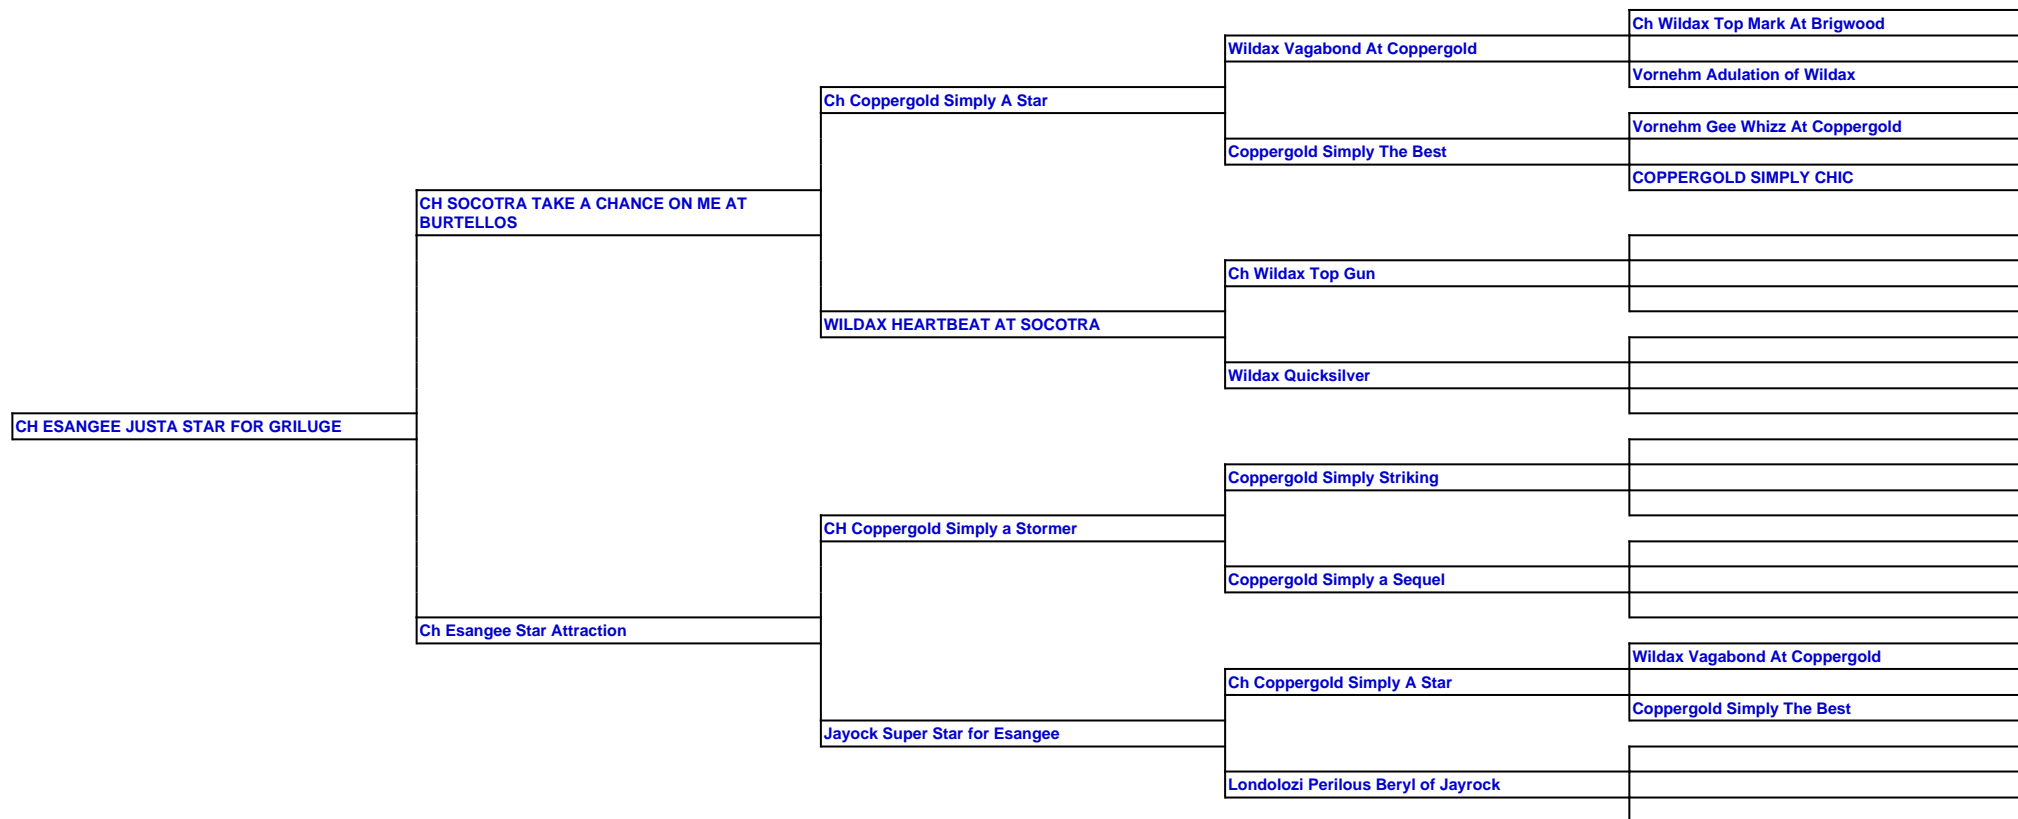 Ch Wildax Top Mark At Brigwood
Wildax Vagabond At Coppergold
Vornehm Adulation of Wildax
Ch Coppergold Simply A Star
Vornehm Gee Whizz At Coppergold
Coppergold Simply The Best
COPPERGOLD SIMPLY CHIC
CH SOCOTRA TAKE A CHANCE ON ME AT
BURTELLOS
Ch Wildax Top Gun
WILDAX HEARTBEAT AT SOCOTRA
Wildax Quicksilver
CH ESANGEE JUSTA STAR FOR GRILUGE
Coppergold Simply Striking
CH Coppergold Simply a Stormer
Coppergold Simply a Sequel
Ch Esangee Star Attraction
Wildax Vagabond At Coppergold
Ch Coppergold Simply A Star
Coppergold Simply The Best
Jayock Super Star for Esangee
Londolozi Perilous Beryl of Jayrock